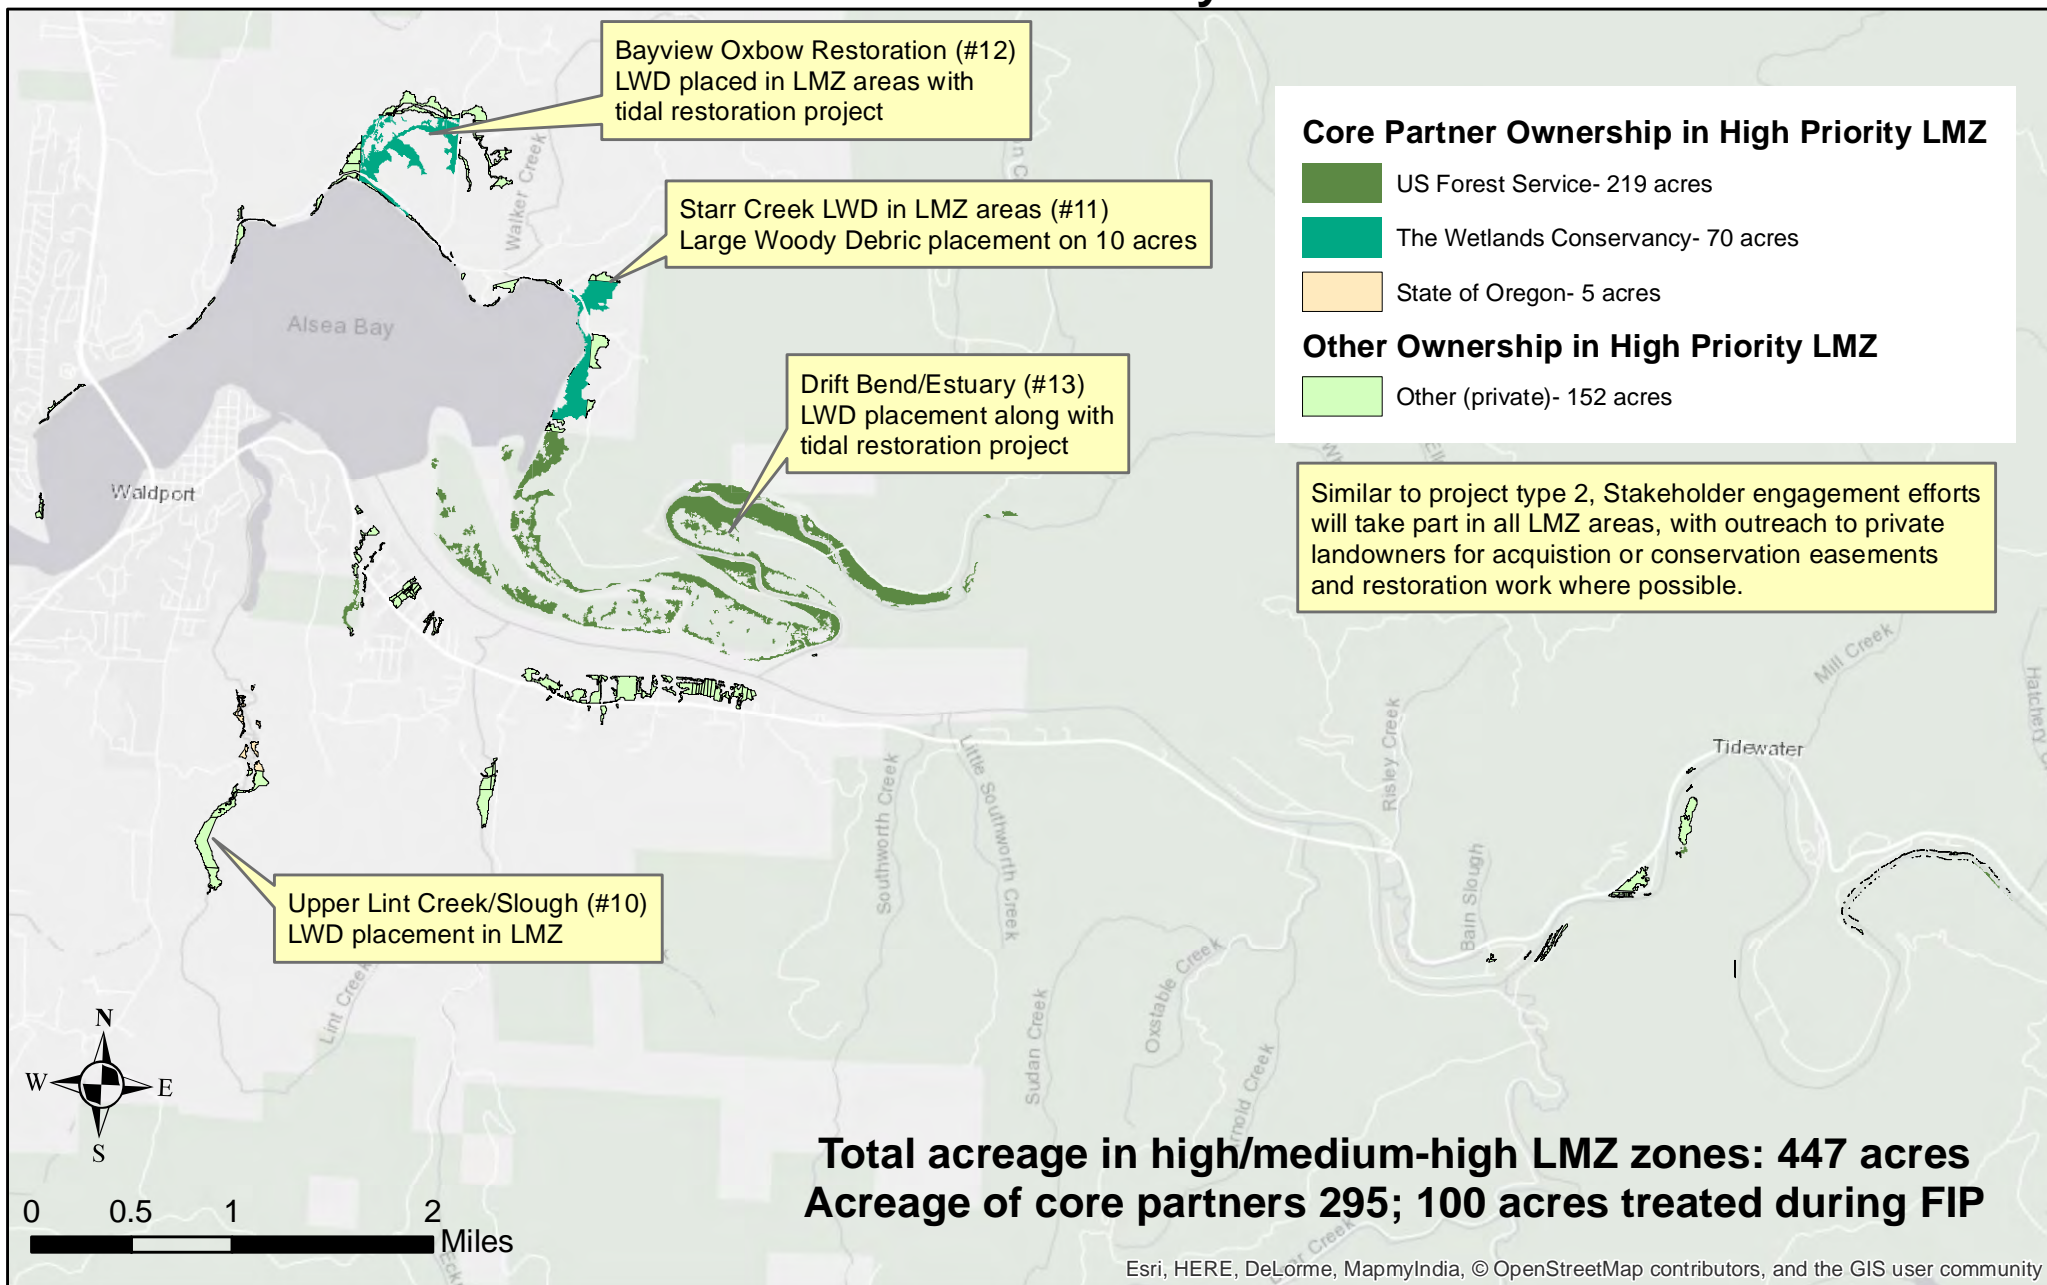 Bayview Oxbow Restoration (#12)
LWD placed in LMZ areas with
tidal restoration project
Core Partner Ownership in High Priority LMZ
US Forest Service- 219 acres
The Wetlands Conservancy- 70 acres
State of Oregon- 5 acres
Other Ownership in High Priority LMZ
Other (private)- 152 acres
Walker Creek
Starr Creek LWD in LMZ areas (#11)
Large Woody Debric placement on 10 acres
Alsea Bay
Drift Bend/Estuary (#13)
LWD placement along with
tidal restoration project
Waldport
Similar to project type 2, Stakeholder engagement efforts
will take part in all LMZ areas, with outreach to private
landowners for acquistion or conservation easements
and restoration work where possible.
Mill Creek
Hatchery
Tidewater
Risley Creek
Southworth Creek
Little Southworth Creek
Bain Slough
Upper Lint Creek/Slough (#10)
LWD placement in LMZ
Lint Creek
Oxstable Creek
Sudan Creek
Arnold Creek
N
W E
S
Total acreage in high/medium-high LMZ zones: 447 acres
Acreage of core partners 295; 100 acres treated during FIP
0 0.5 1 2
Miles
Creek
Esri, HERE, DeLorme, MapmyIndia, © OpenStreetMap contributors, and the GIS user community